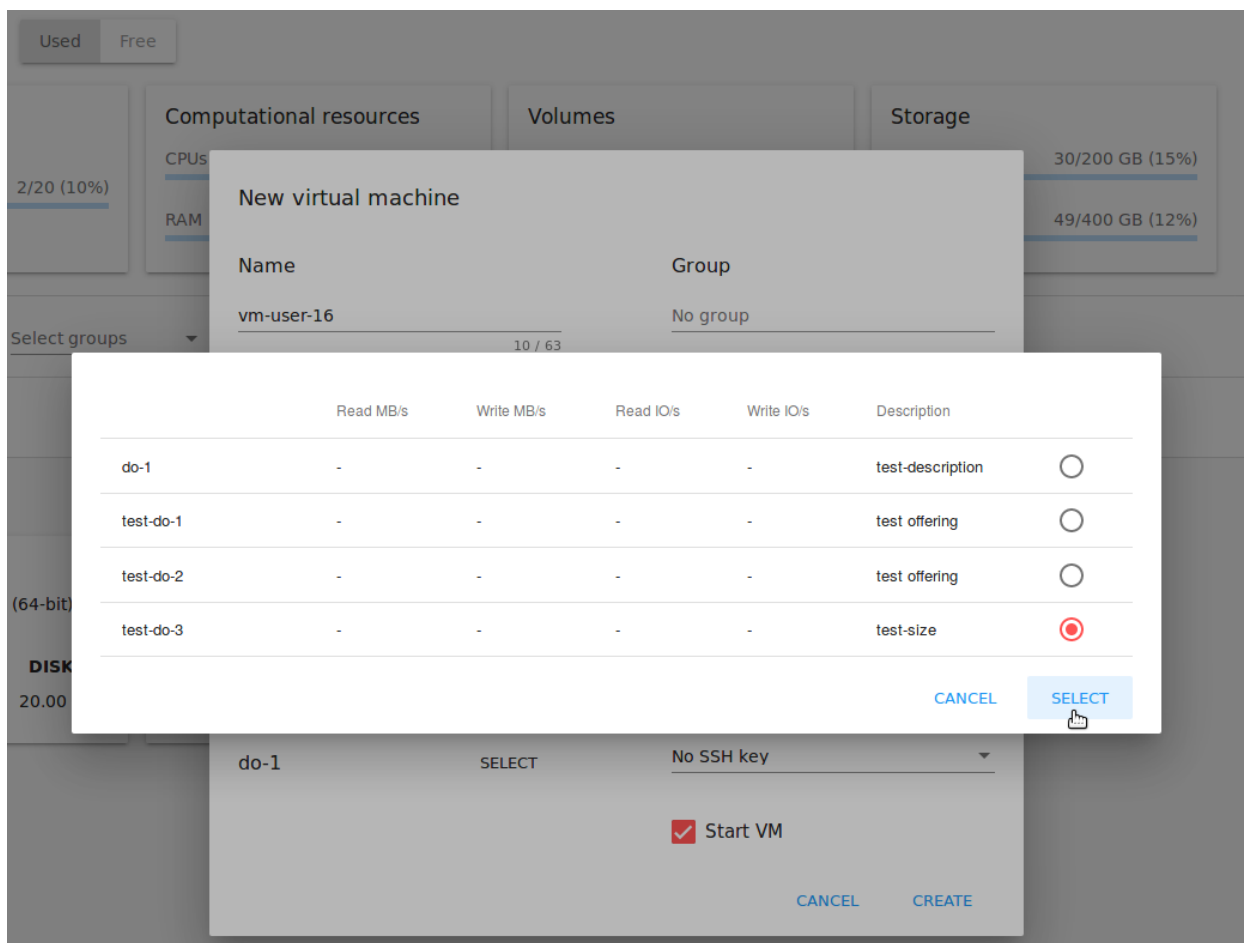 Used Free
Computational resources Volumes Storage
CPUs 30/200 GB (15%)
2/20 (10%)
RAM 49/400 GB (12%)
New virtual machine
Name Group
vm-user-16 No group
10 / 63
Select groups
Read MB/s Write MB/s Read IO/s Write IO/s Description
do-1 - - - - test-description
test-do-1 - - - - test offering
test-do-2 - - - - test offering
test-do-3 - - - - test-size
(64-bit)
DISK
20.00
CANCEL SELECT
do-1 SELECT No SSH key
Start VM
CANCEL CREATE